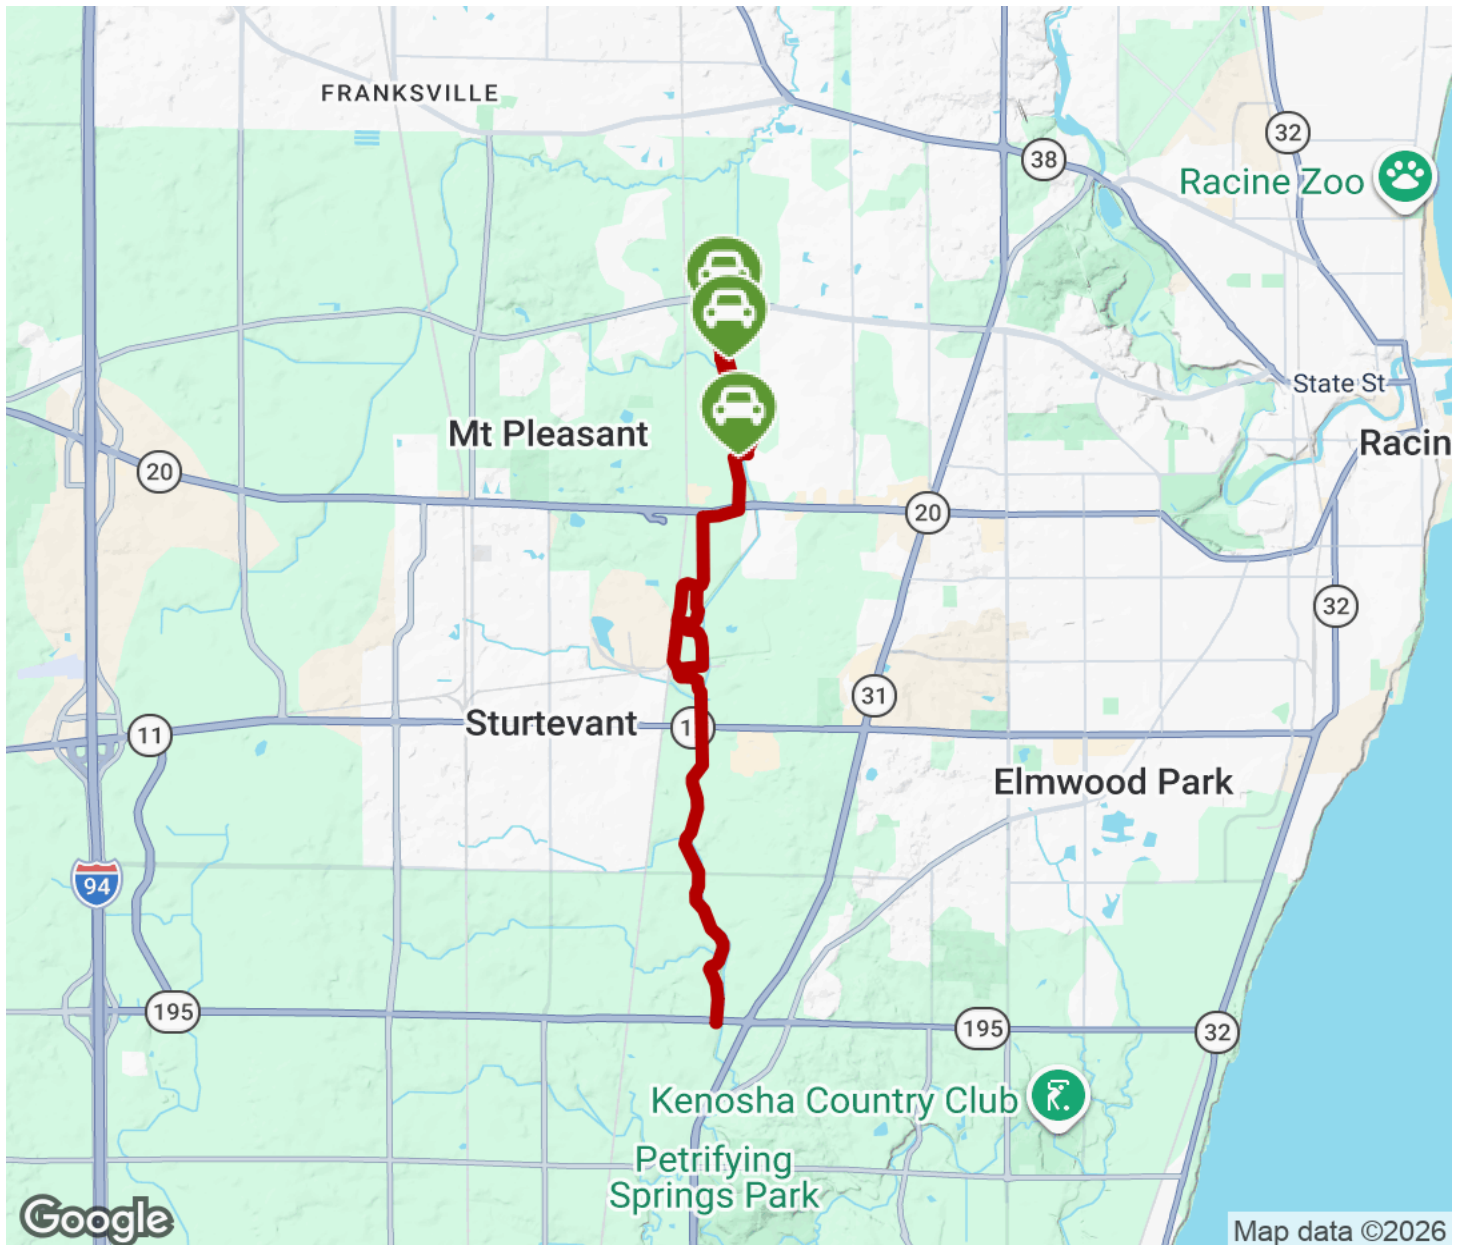 FRANKSVILLE
32
38
Racine Zoo
State St
Mt Pleasant
Racin
20
20
32
31
Sturtevant
11
1
Elmwood Park
94
195
195
32
Kenosha Country Club
Petrifying
Springs Park
Google
Map data ©2026